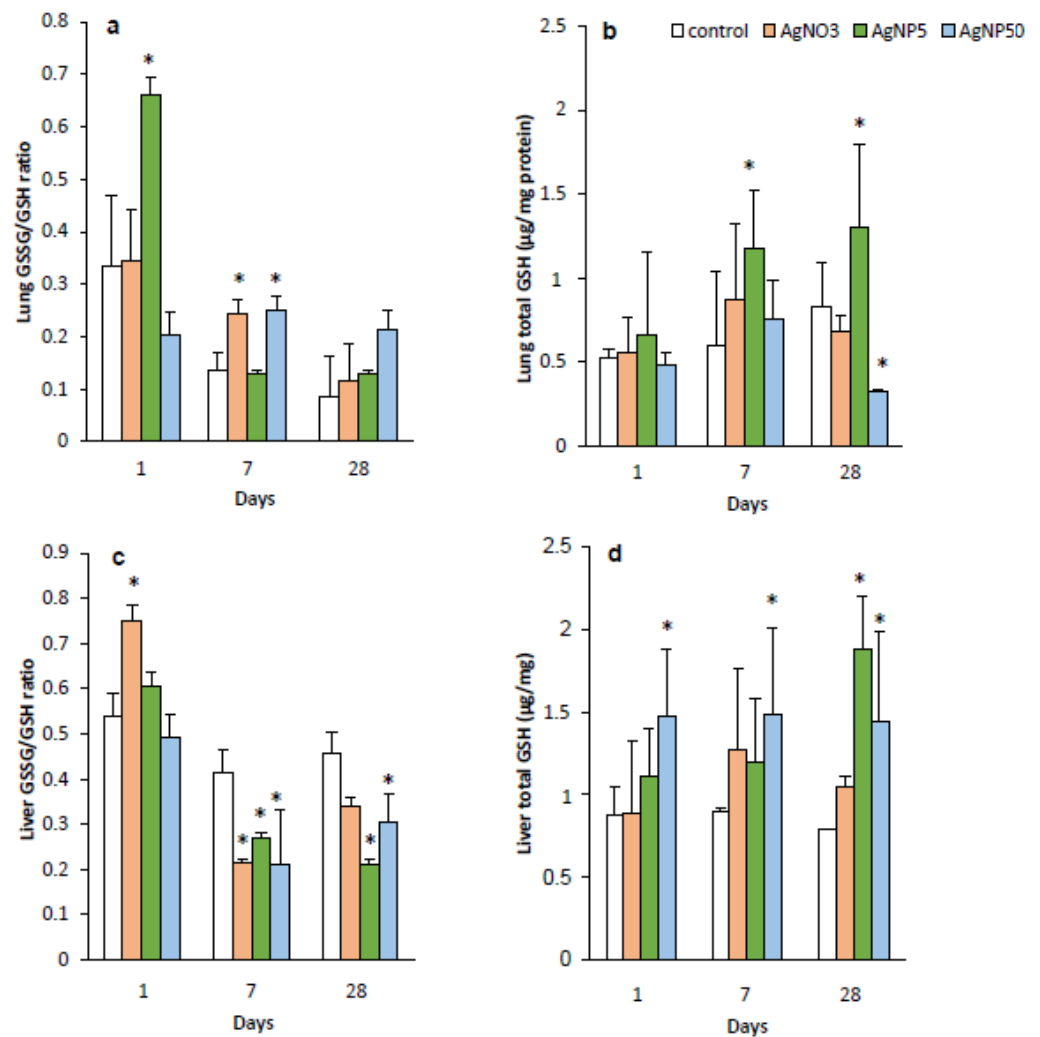 a
0.8
0.7
0.6
0.5
0.4
0.3
0.2
0.1
0
Lung GSSG/GSH ratio
*
* *
1 7 28
Days
b
control AgNO3 AgNP5 AgNP50
2.5
2
1.5
1
0.5
0
Lung total GSH (µg/mg protein)
*
*
*
1 7 28
Days
c
0.9
0.8
0.7
0.6
0.5
0.4
0.3
0.2
0.1
0
Liver GSSG/GSH ratio
*
* * *
* *
1 7 28
Days
d
2.5
2
1.5
1
0.5
0
Liver total GSH (µg/mg)
*
*
* *
1 7 28
Days